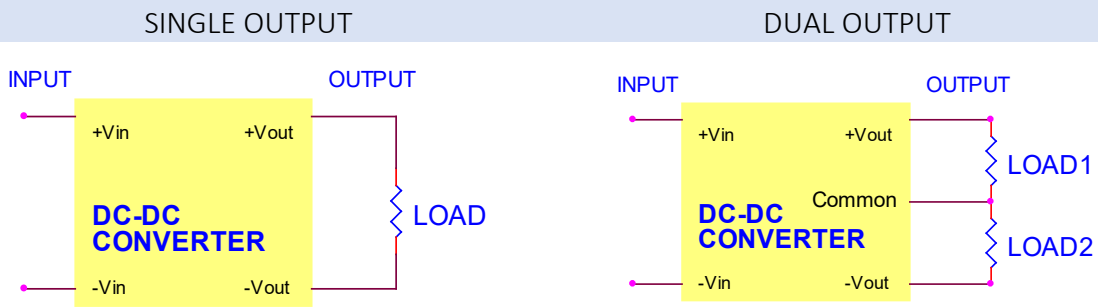 SINGLE OUTPUT
DUAL OUTPUT
INPUT
OUTPUT
+Vin
+Vout
DC-DC
CONVERTER
LOAD
-Vin
-Vout
INPUT
OUTPUT
+Vin
+Vout
LOAD1
Common
DC-DC
CONVERTER
LOAD2
-Vin
-Vout